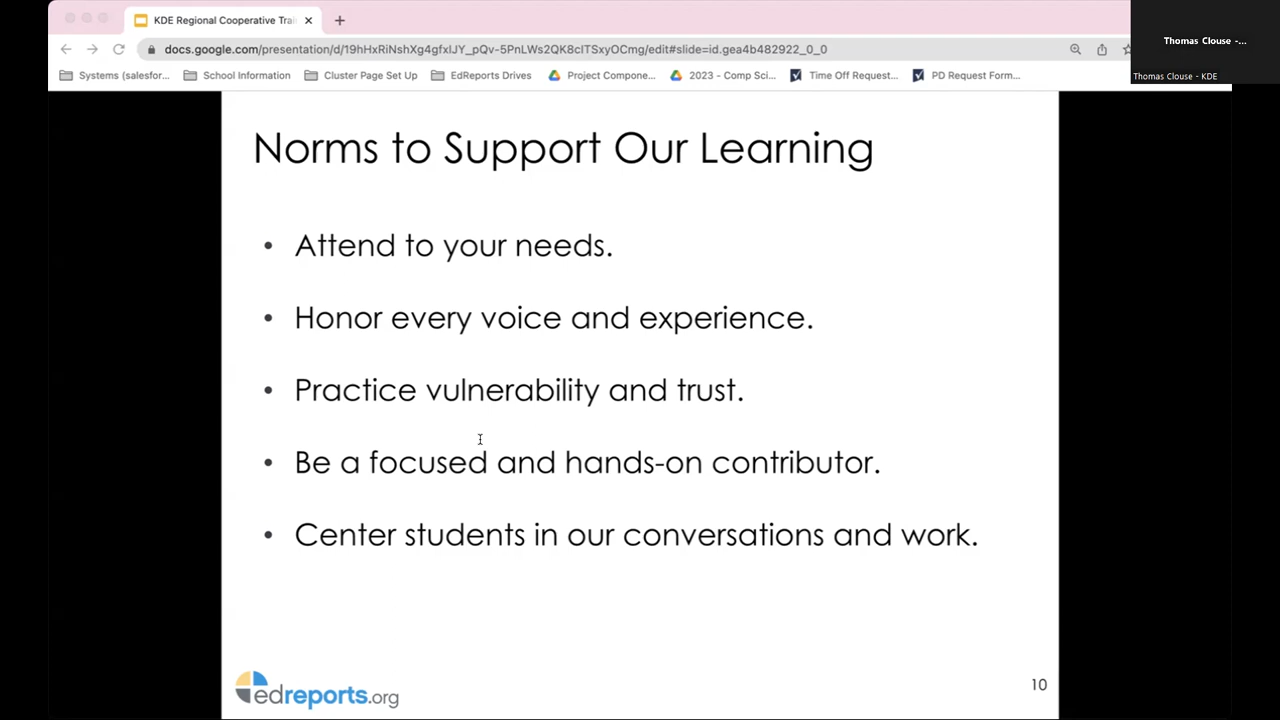 KDE Regional Cooperative Trai
docs.google.com/presentation/d/19hHxRiNshXg4gfxlJY_pQv-5PnLWs2QK8clTSxyOCmg/edit#slide=id.gea4b482922_0_0
Thomas Clouse -...
Thomas Clouse - KDE
Systems (salesfor... School Information Cluster Page Set Up EdReports Drives Project Compone... 2023 - Comp Sci... Time Off Request... PD Request Form...
Norms to Support Our Learning
• Attend to your needs.
• Honor every voice and experience.
• Practice vulnerability and trust.
• Be a focused and hands-on contributor.
• Center students in our conversations and work.
edreports.org
10